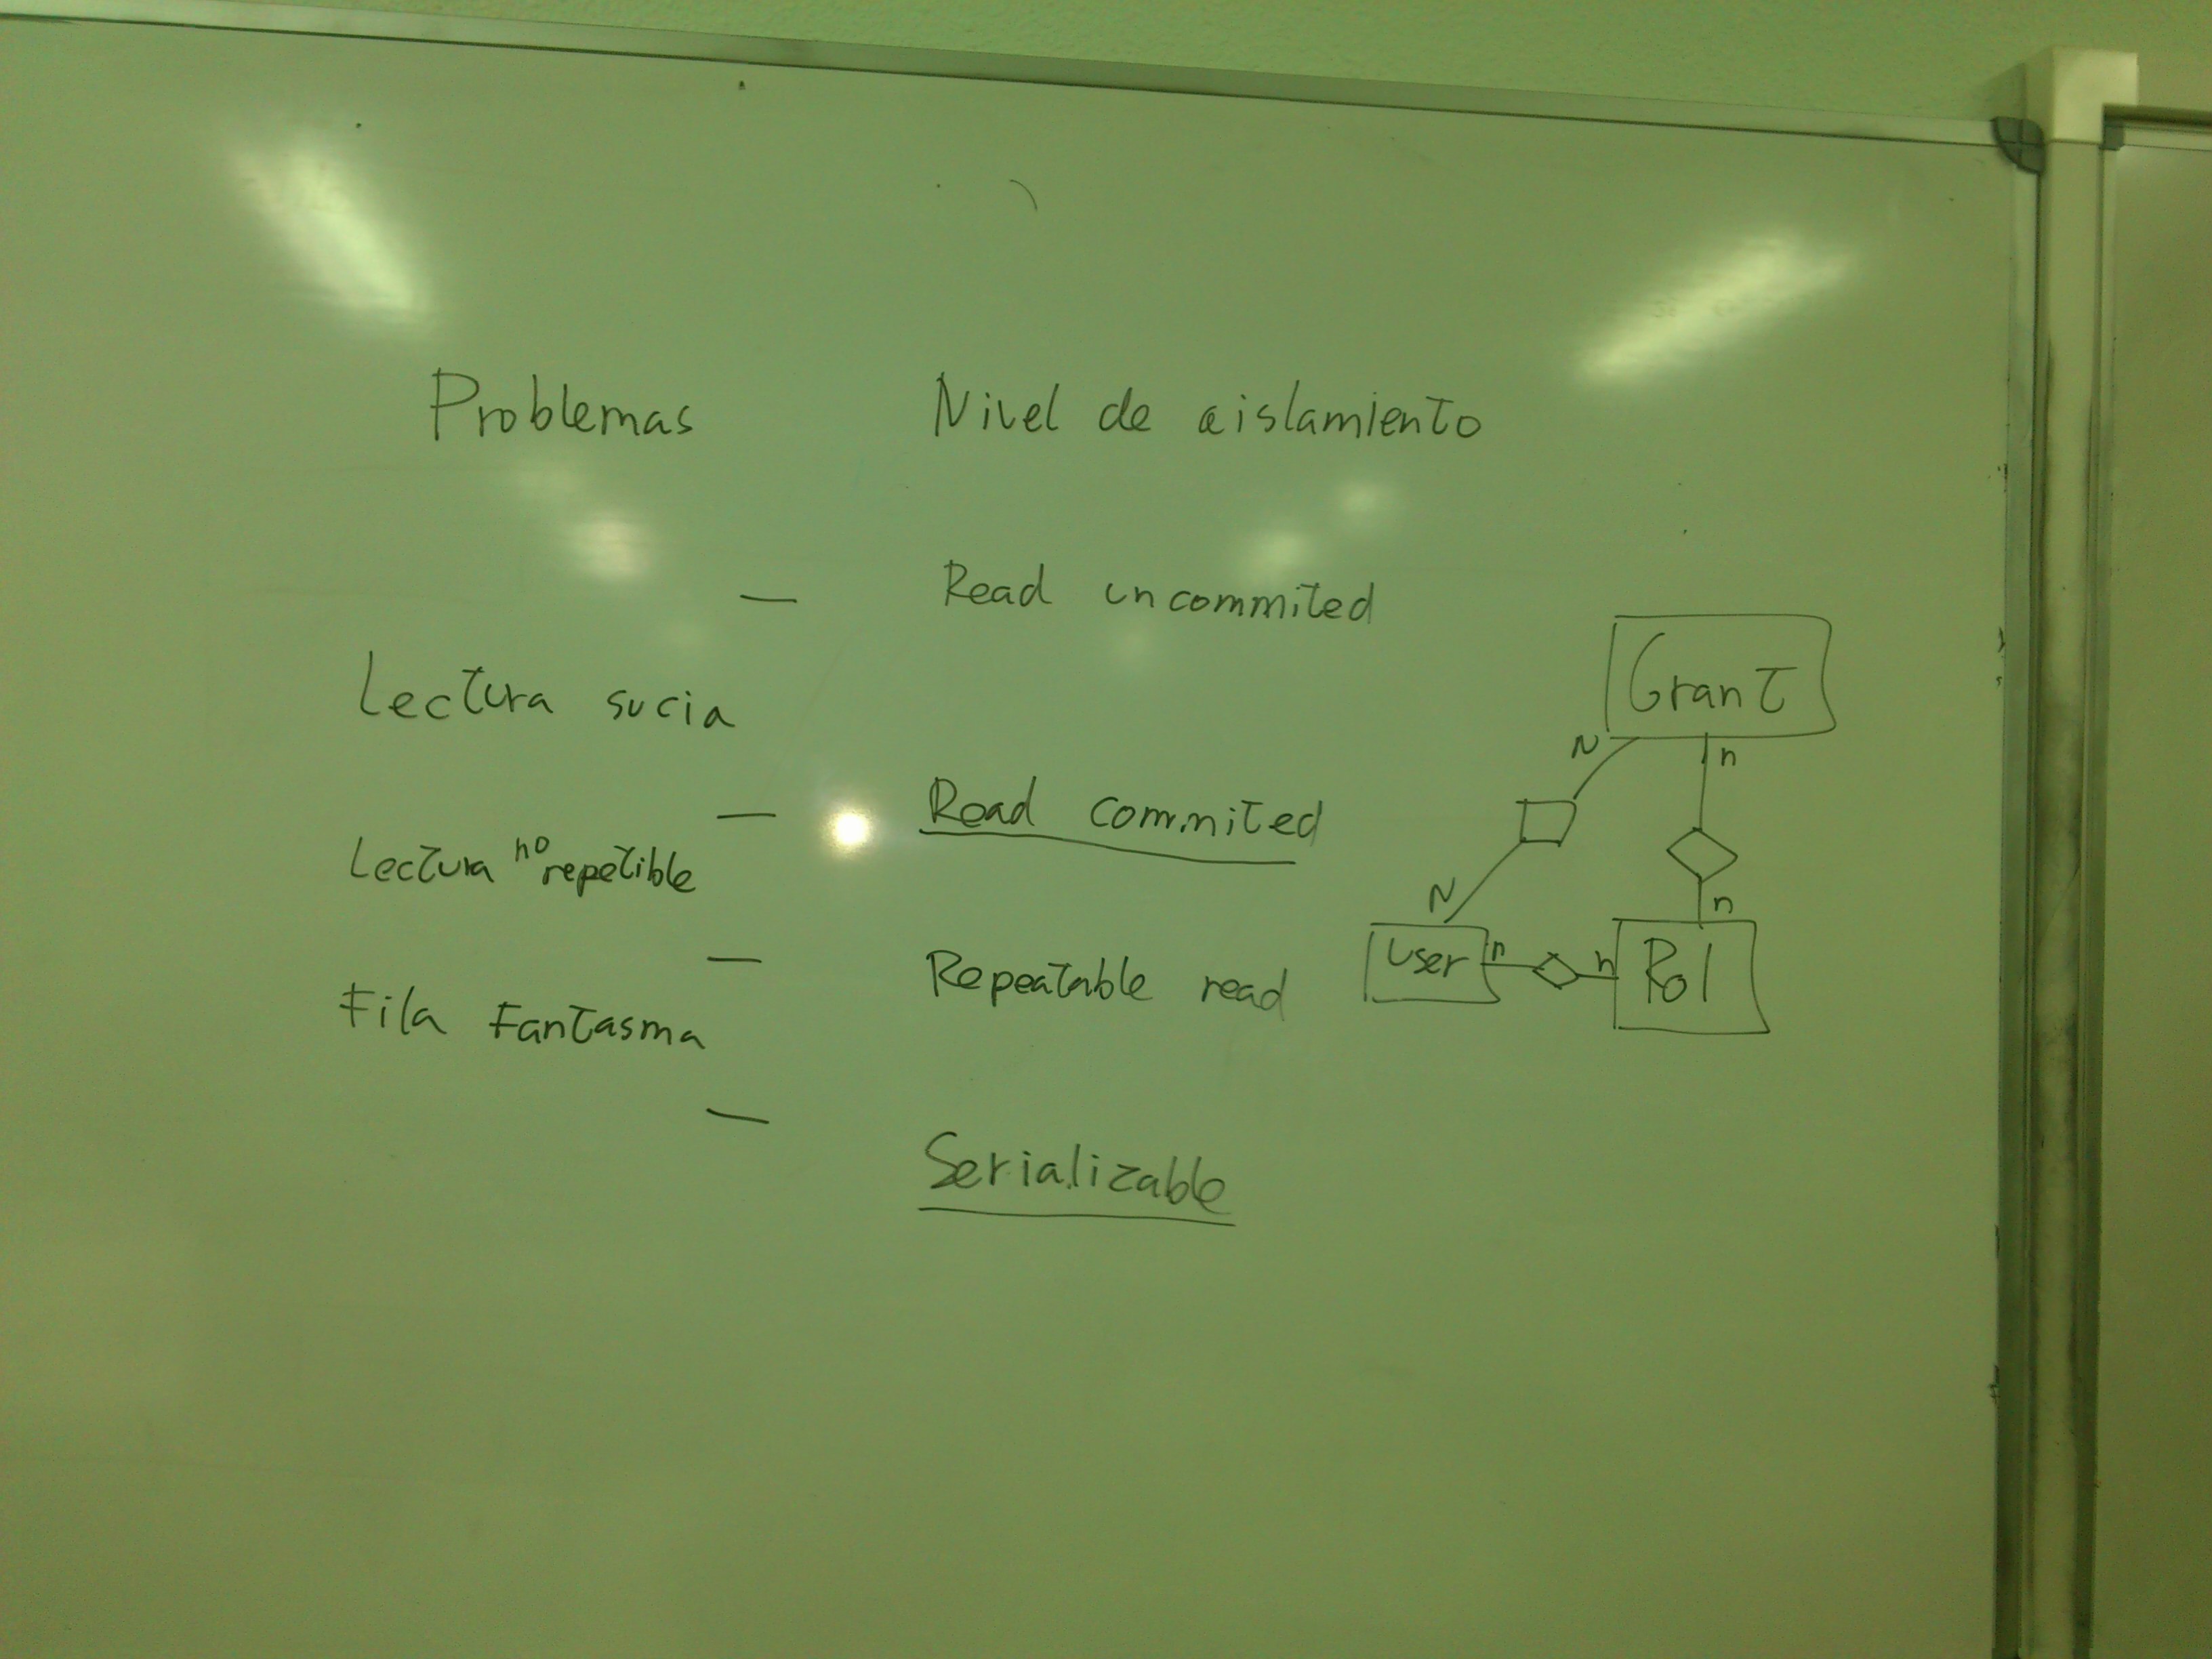 Problemas Nivel de aislamiento
— Read uncommited
Lectura sucia
— Read commited
Lectura no repetible
— Repeatable read
Fila Fantasma
— Serializable
Grant
N n
N n
User n n Rol